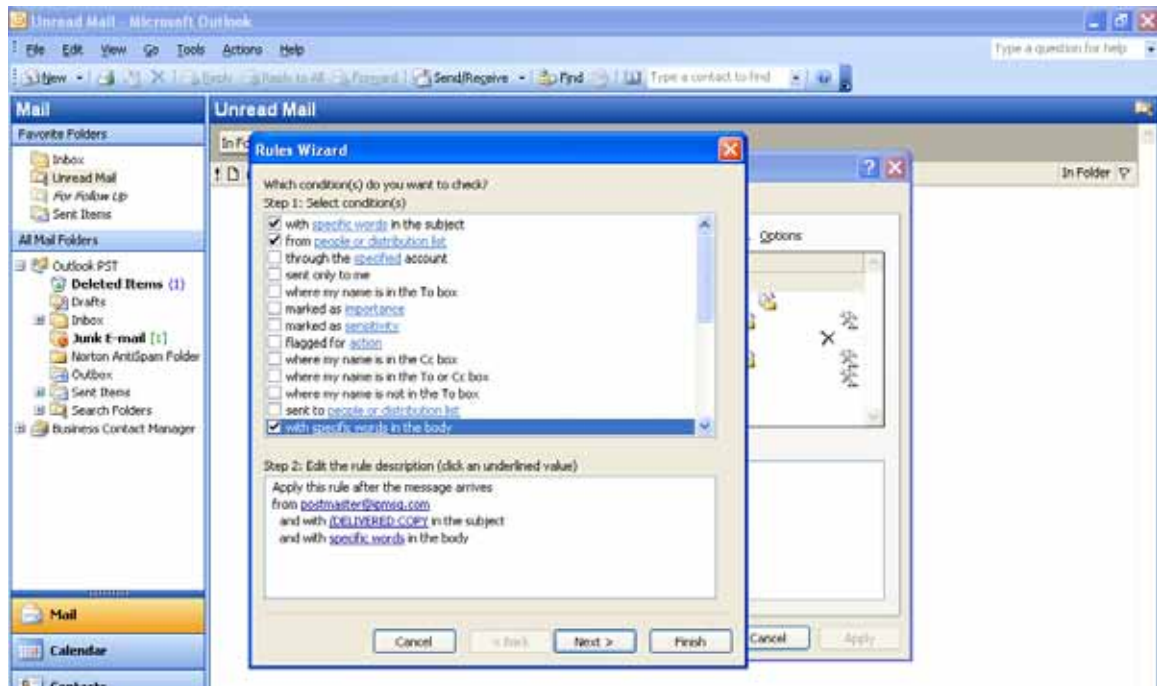 Unread Mail - Microsoft Outlook
File Edit View Go Tools Actions Help Type a question for help
New Reply Reply to All Forward Send/Receive Find Type a contact to find
Mail Unread Mail
Favorite Folders
Inbox
Unread Mail
For Follow Up
Sent Items
All Mail Folders
Outlook PST
Deleted Items (1)
Drafts
Inbox
Junk E-mail [1]
Norton AntiSpam Folder
Outbox
Sent Items
Search Folders
Business Contact Manager
Mail
Calendar
Contacts
In Folder
Options
Rules Wizard
Which condition(s) do you want to check?
Step 1: Select condition(s)
with specific words in the subject
from people or distribution list
through the specified account
sent only to me
where my name is in the To box
marked as importance
marked as sensitivity
flagged for action
where my name is in the Cc box
where my name is in the To or Cc box
where my name is not in the To box
sent to people or distribution list
with specific words in the body
Step 2: Edit the rule description (click an underlined value)
Apply this rule after the message arrives
from postmaster@ipmsg.com
and with /DELIVERED COPY in the subject
and with specific words in the body
Cancel < Back Next > Finish
Cancel Apply